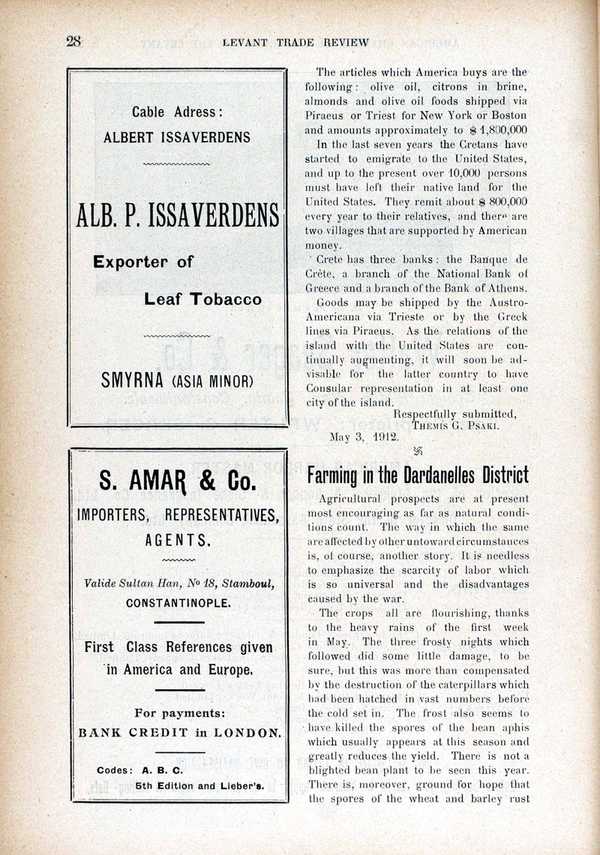 28
LEVANT TRADE REVIEW
Cable Adress:
ALBERT ISSAVERDENS
ALB. P. ISSAVERDENS
Exporter of
Leaf Tobacco
SMYRNA (ASIA MINOR)
S. AMAR & Co.
IMPORTERS, REPRESENTATIVES,
AGENTS.
Valide Sultan Han, No 18, Stamboul,
CONSTANTINOPLE.
First Class References given
in America and Europe.
For payments:
BANK CREDIT in LONDON.
Codes: A. B. C.
5th Edition and Lieber's.
The articles which America buys are the
following: olive oil, citrons in brine,
almonds and olive oil foods shipped via
Piraeus or Triest for New York or Boston
and amounts approximately to $ 1,800,000
In the last seven years the Cretans have
started to emigrate to the United States,
and up to the present over 10,000 persons
must have left their native land for the
United States. They remit about $ 800,000
every year to their relatives, and there are
two villages that are supported by American
money.
Crete has three banks: the Banque de
Crète, a branch of the National Bank of
Greece and a branch of the Bank of Athens.
Goods may be shipped by the Austro-
Americana via Trieste or by the Greek
lines via Piraeus. As the relations of the
island with the United States are con-
tinually augmenting, it will soon be ad-
visable for the latter country to have
Consular representation in at least one
city of the island.
Respectfully submitted,
THEMIS G. PSAKI.
May 3, 1912.
Farming in the Dardanelles District
Agricultural prospects are at present
most encouraging as far as natural condi-
tions count. The way in which the same
are affected by other untoward circumstances
is, of course, another story. It is needless
to emphasize the scarcity of labor which
is so universal and the disadvantages
caused by the war.
The crops all are flourishing, thanks
to the heavy rains of the first week
in May. The three frosty nights which
followed did some little damage, to be
sure, but this was more than compensated
by the destruction of the caterpillars which
had been hatched in vast numbers before
the cold set in. The frost also seems to
have killed the spores of the bean aphis
which usually appears at this season and
greatly reduces the yield. There is not a
blighted bean plant to be seen this year.
There is, moreover, ground for hope that
the spores of the wheat and barley rust